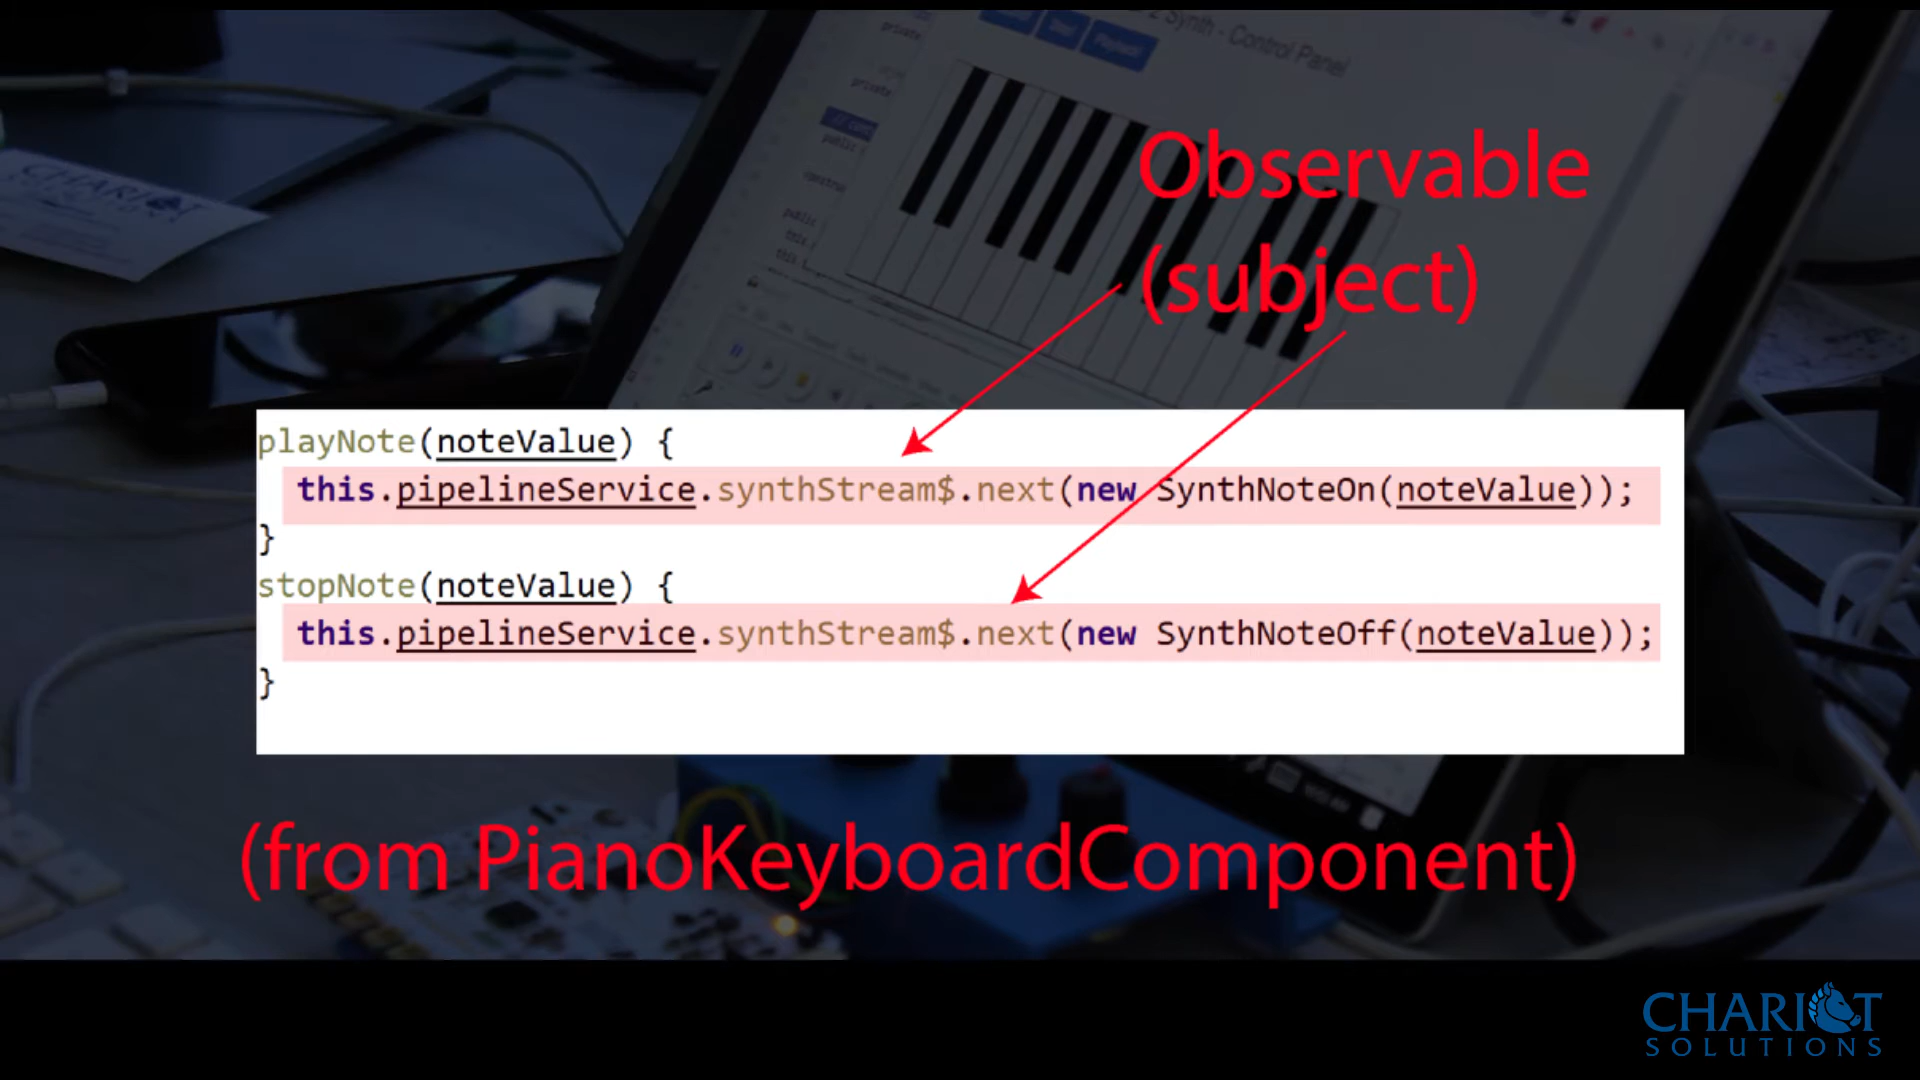 2 Synth - Control Panel
Observable
(subject)
playNote(noteValue) {
this.pipelineService.synthStream$.next(new SynthNoteOn(noteValue));
}
stopNote(noteValue) {
this.pipelineService.synthStream$.next(new SynthNoteOff(noteValue));
}
(from PianoKeyboardComponent)
CHARIOT
SOLUTIONS